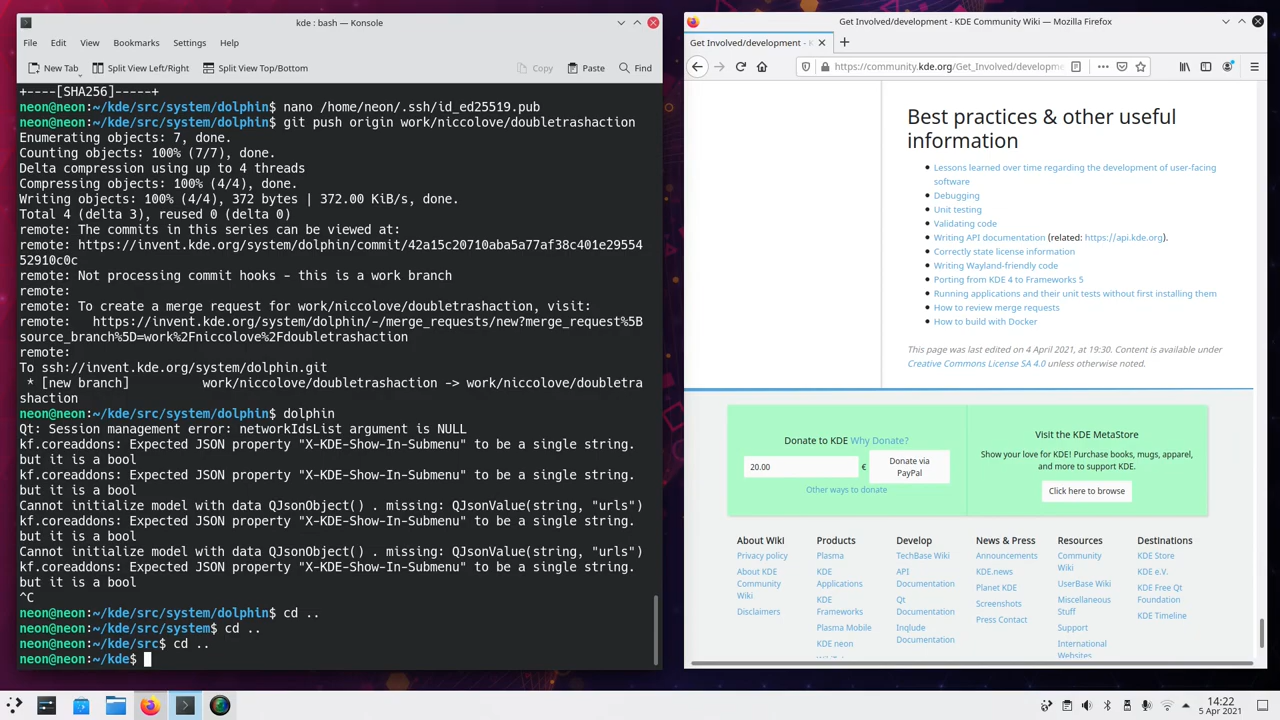 kde : bash — Konsole
File Edit View Bookmarks Settings Help
New Tab Split View Left/Right Split View Top/Bottom Copy Paste Find
+----[SHA256]-----+
neon@neon:~/kde/src/system/dolphin$ nano /home/neon/.ssh/id_ed25519.pub
neon@neon:~/kde/src/system/dolphin$ git push origin work/niccolove/doubletrashaction
Enumerating objects: 7, done.
Counting objects: 100% (7/7), done.
Delta compression using up to 4 threads
Compressing objects: 100% (4/4), done.
Writing objects: 100% (4/4), 372 bytes | 372.00 KiB/s, done.
Total 4 (delta 3), reused 0 (delta 0)
remote: The commits in this series can be viewed at:
remote: https://invent.kde.org/system/dolphin/commit/42a15c20710aba5a77af38c401e29554
52910c0c
remote: Not processing commit hooks - this is a work branch
remote:
remote: To create a merge request for work/niccolove/doubletrashaction, visit:
remote:   https://invent.kde.org/system/dolphin/-/merge_requests/new?merge_request%5B
source_branch%5D=work%2Fniccolove%2Fdoubletrashaction
remote:
To ssh://invent.kde.org/system/dolphin.git
 * [new branch]          work/niccolove/doubletrashaction -> work/niccolove/doubletra
shaction
neon@neon:~/kde/src/system/dolphin$ dolphin
Qt: Session management error: networkIdsList argument is NULL
kf.coreaddons: Expected JSON property "X-KDE-Show-In-Submenu" to be a single string.
but it is a bool
kf.coreaddons: Expected JSON property "X-KDE-Show-In-Submenu" to be a single string.
but it is a bool
Cannot initialize model with data QJsonObject() . missing: QJsonValue(string, "urls")
kf.coreaddons: Expected JSON property "X-KDE-Show-In-Submenu" to be a single string.
but it is a bool
Cannot initialize model with data QJsonObject() . missing: QJsonValue(string, "urls")
kf.coreaddons: Expected JSON property "X-KDE-Show-In-Submenu" to be a single string.
but it is a bool
^C
neon@neon:~/kde/src/system/dolphin$ cd ..
neon@neon:~/kde/src/system$ cd ..
neon@neon:~/kde/src$ cd ..
neon@neon:~/kde$
Get Involved/development - KDE Community Wiki — Mozilla Firefox
Get Involved/development - K
https://community.kde.org/Get_Involved/developme
Best practices & other useful
information
Lessons learned over time regarding the development of user-facing
software
Debugging
Unit testing
Validating code
Writing API documentation (related: https://api.kde.org).
Correctly state license information
Writing Wayland-friendly code
Porting from KDE 4 to Frameworks 5
Running applications and their unit tests without first installing them
How to review merge requests
How to build with Docker
This page was last edited on 4 April 2021, at 19:30. Content is available under
Creative Commons License SA 4.0 unless otherwise noted.
Donate to KDE Why Donate?
20.00 € Donate via
PayPal
Other ways to donate
Visit the KDE MetaStore
Show your love for KDE! Purchase books, mugs, apparel,
and more to support KDE.
Click here to browse
About Wiki
Privacy policy
About KDE
Community
Wiki
Disclaimers
Products
Plasma
KDE
Applications
KDE
Frameworks
Plasma Mobile
KDE neon
Develop
TechBase Wiki
API
Documentation
Qt
Documentation
Inqlude
Documentation
News & Press
Announcements
KDE.news
Planet KDE
Screenshots
Press Contact
Resources
Community
Wiki
UserBase Wiki
Miscellaneous
Stuff
Support
International
Websites
Destinations
KDE Store
KDE e.V.
KDE Free Qt
Foundation
KDE Timeline
14:22
5 Apr 2021